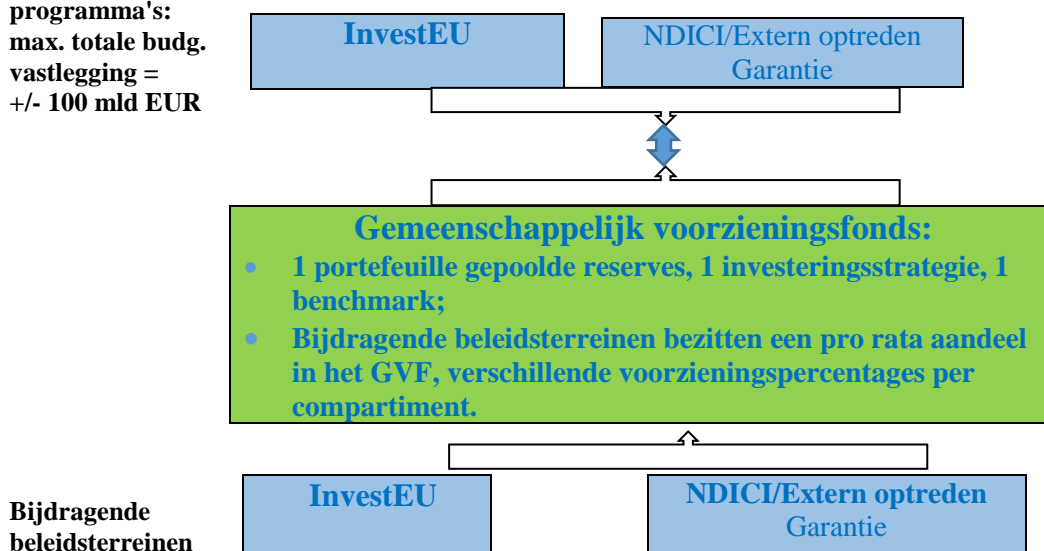 programma's:
max. totale budg.
vastlegging =
+/- 100 mld EUR
InvestEU
NDICI/Extern optreden
Garantie
Gemeenschappelijk voorzieningsfonds:
• 1 portefeuille gepoolde reserves, 1 investeringsstrategie, 1
benchmark;
• Bijdragende beleidsterreinen bezitten een pro rata aandeel
in het GVF, verschillende voorzieningspercentages per
compartiment.
Bijdragende
beleidsterreinen
InvestEU
NDICI/Extern optreden
Garantie